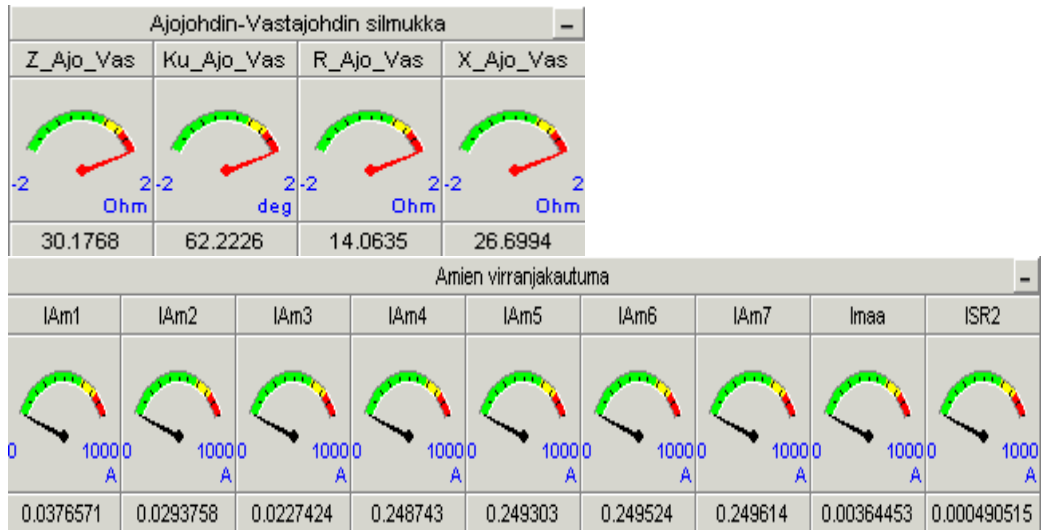 Ajojohdin-Vastajohdin silmukka
Z_Ajo_Vas Ku_Ajo_Vas R_Ajo_Vas X_Ajo_Vas
-2 2 -2 2 -2 2 -2 2
Ohm deg Ohm Ohm
30.1768 62.2226 14.0635 26.6994
Amien virranjakautuma
IAm1 IAm2 IAm3 IAm4 IAm5 IAm6 IAm7 Imaa ISR2
0 1000 0 1000 0 1000 0 1000 0 1000 0 1000 0 1000 0 1000 0 1000
A A A A A A A A A
0.0376571 0.0293758 0.0227424 0.248743 0.249303 0.249524 0.249614 0.00364453 0.000490515